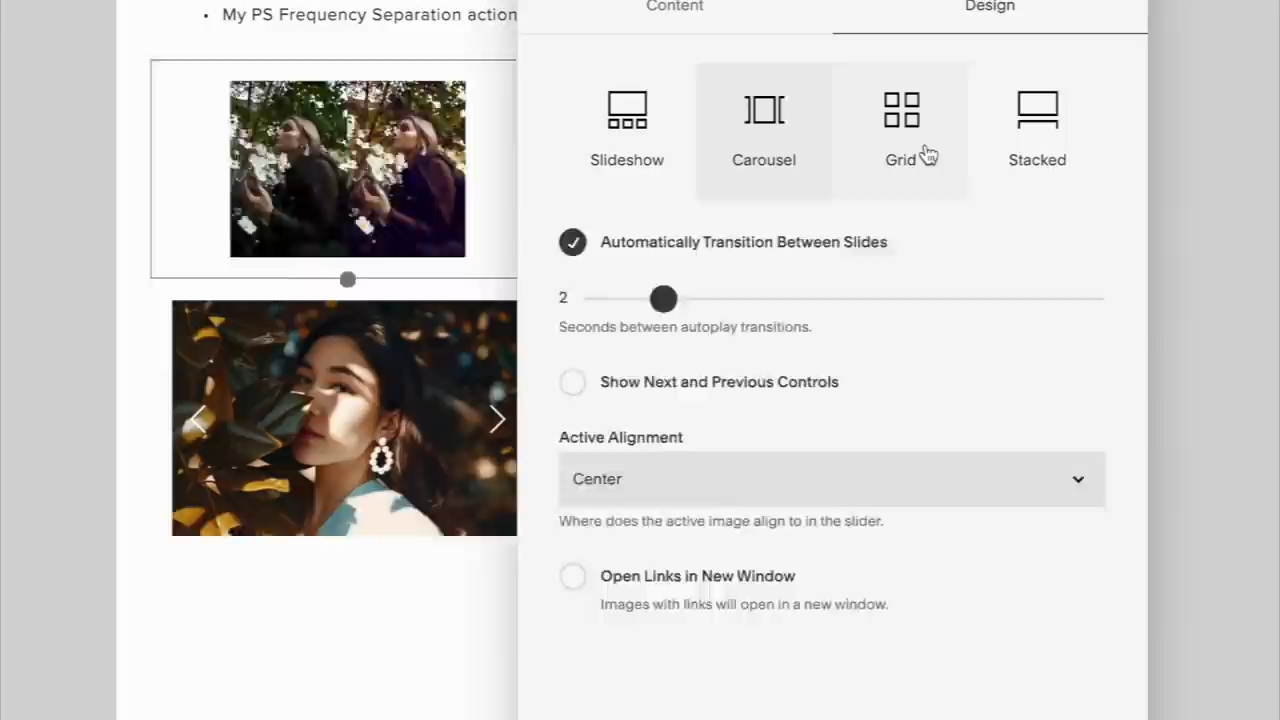 • My PS Frequency Separation action
Content
Design
Slideshow
Carousel
Grid
Stacked
Automatically Transition Between Slides
2
Seconds between autoplay transitions.
Show Next and Previous Controls
Active Alignment
Center
Where does the active image align to in the slider.
Open Links in New Window
Images with links will open in a new window.